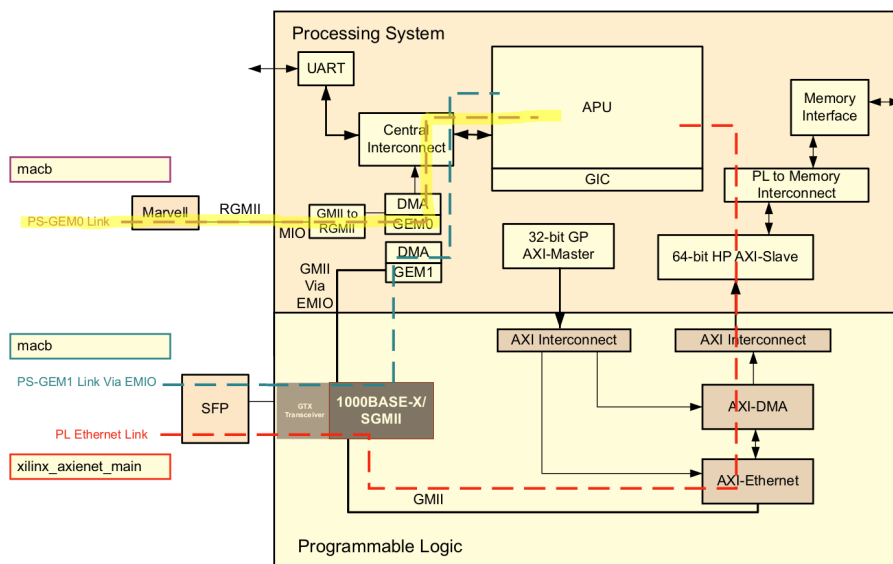 Processing System
UART
APU
Memory
Interface
Central
Interconnect
macb
GIC
PL to Memory
Interconnect
PS-GEM0 Link
Marvell
RGMII
MIO
GMII to
RGMII
DMA
GEM0
32-bit GP
AXI-Master
64-bit HP AXI-Slave
DMA
GEM1
GMII
Via
EMIO
macb
AXI Interconnect
AXI Interconnect
PS-GEM1 Link Via EMIO
SFP
GTX
Transceiver
1000BASE-X/
SGMII
AXI-DMA
PL Ethernet Link
xilinx_axienet_main
AXI-Ethernet
GMII
Programmable Logic